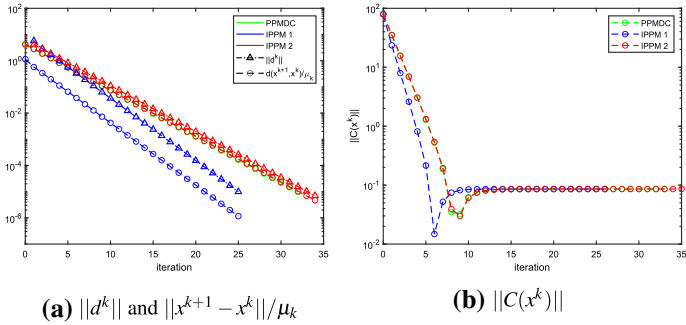 10^2
10^0
10^-2
10^-4
10^-6
0 5 10 15 20 25 30 35
iteration
PPMDC
IPPM 1
IPPM 2
||d^k||
d(x^{k+1},x^k)/μ_k
(a) ||d^k|| and ||x^{k+1} − x^k||/μ_k
10^2
10^1
10^0
10^-1
10^-2
||C(x^k)||
0 5 10 15 20 25 30 35
iteration
PPMDC
IPPM 1
IPPM 2
(b) ||C(x^k)||